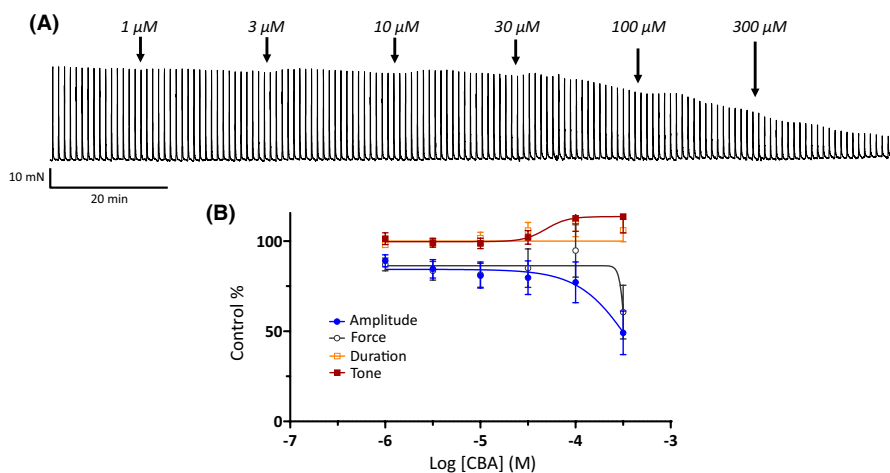 (A)
1 µM 3 µM 10 µM 30 µM 100 µM 300 µM
10 mN
20 min
(B)
100
50
0
Control %
Amplitude
Force
Duration
Tone
-7 -6 -5 -4 -3
Log [CBA] (M)